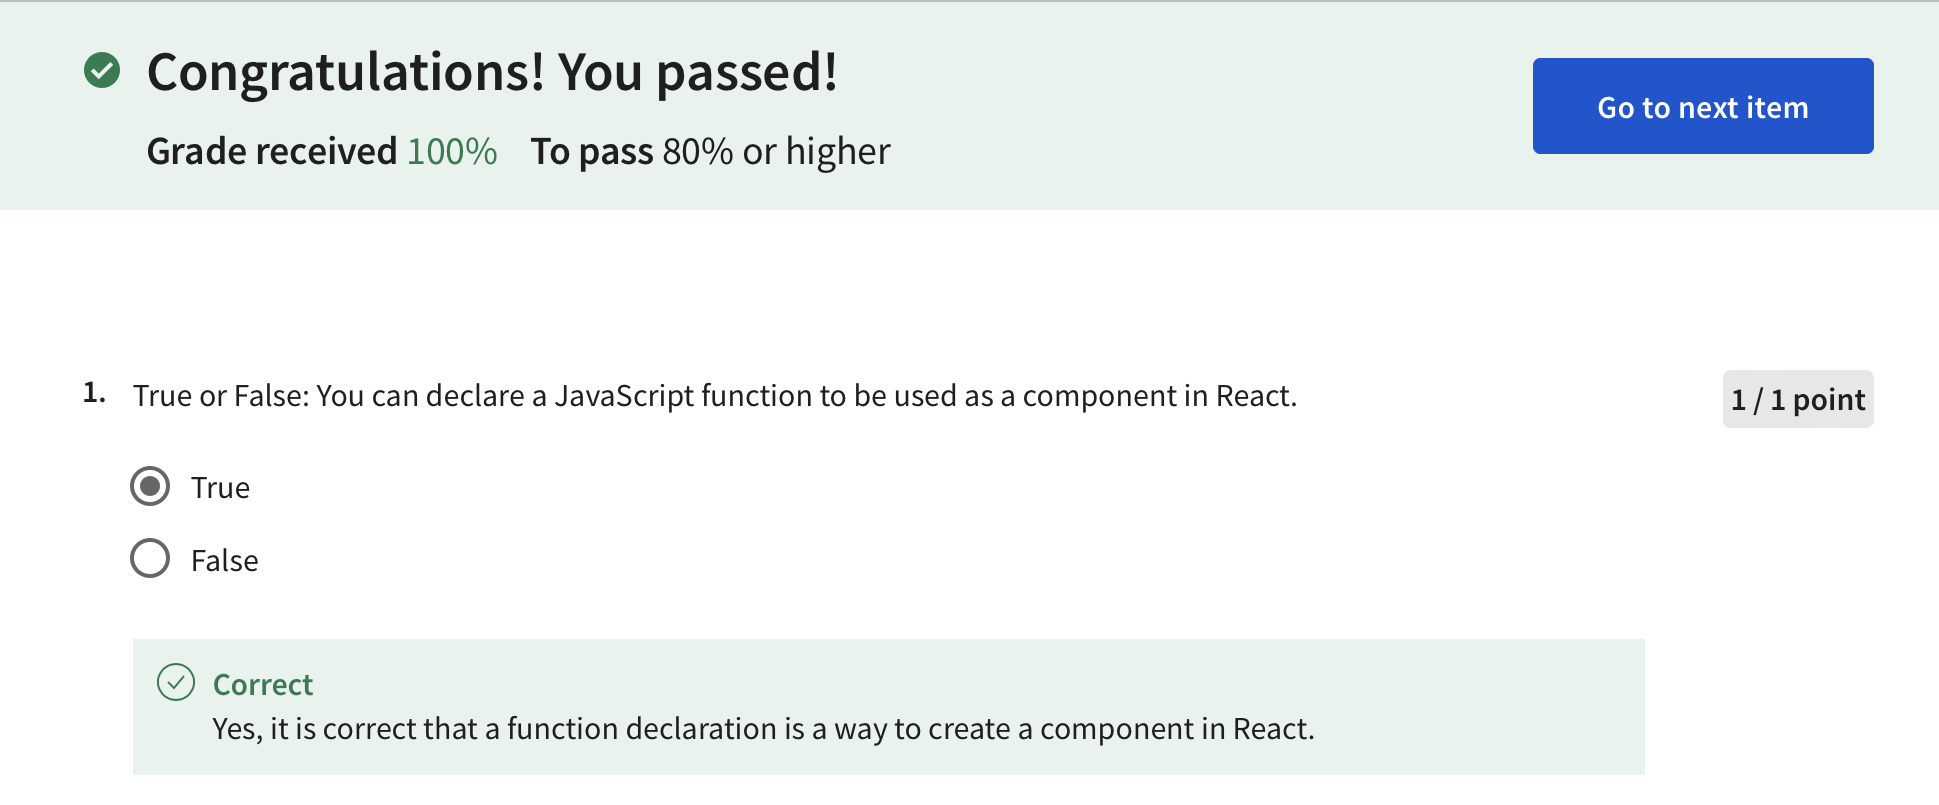 Congratulations! You passed!
Go to next item
Grade received 100% To pass 80% or higher
1. True or False: You can declare a JavaScript function to be used as a component in React.
1 / 1 point
True
False
Correct
Yes, it is correct that a function declaration is a way to create a component in React.